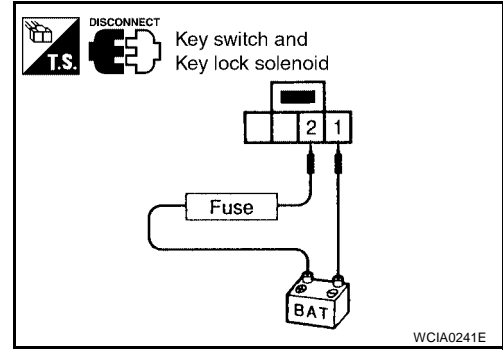 DISCONNECT
T.S.
Key switch and
Key lock solenoid
2 1
Fuse
BAT
WCIA0241E